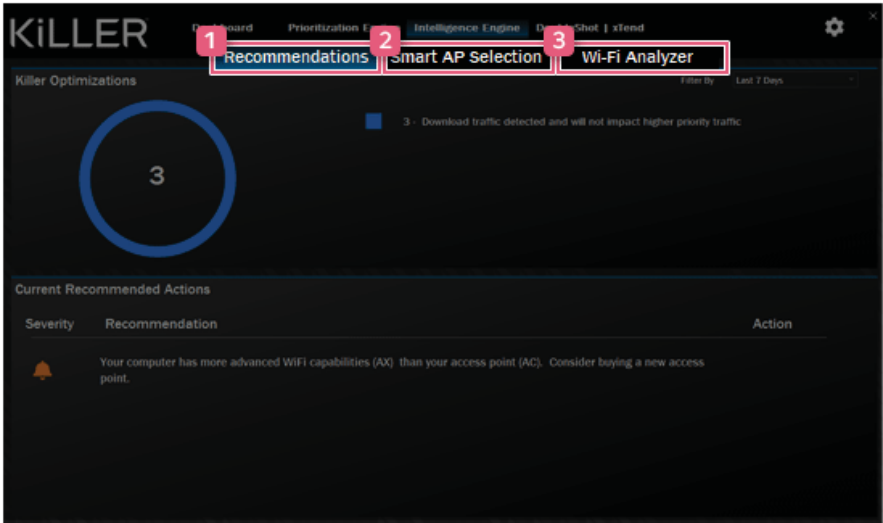 KiLLER
Prioritization Intelligence Engine Shot | xTend
×
1 2 3
Recommendations Smart AP Selection Wi-Fi Analyzer
Killer Optimizations Filter By Last 7 Days
3 - Download traffic detected and will not impact higher priority traffic
3
Current Recommended Actions
Severity Recommendation Action
Your computer has more advanced WiFi capabilities (AX) than your access point (AC). Consider buying a new access
point.